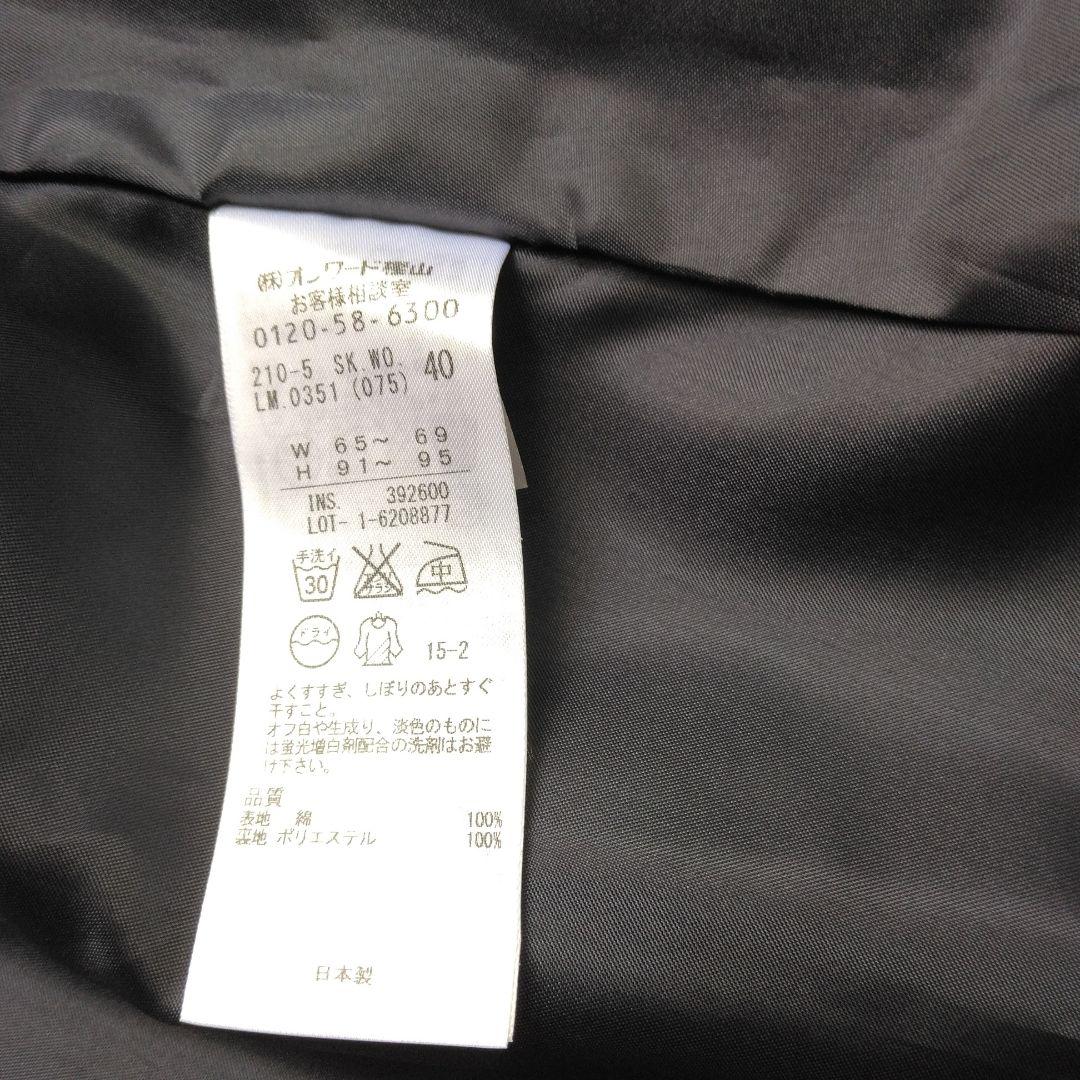 (株)オンワード樫山
お客様相談室
0120-58-6300
210-5 SK.WO. 40
LM.0351 (075)
W 65～ 69
H 91～ 95
INS. 392600
LOT- 1-6208877
手洗イ
30
サラシ
中
ドライ
15-2
よくすすぎ、しぼりのあとすぐ
干すこと。
オフ白や生成り、淡色のものに
は蛍光増白剤配合の洗剤はお避
け下さい。
品質
表地 綿 100%
裏地 ポリエステル 100%
日本製